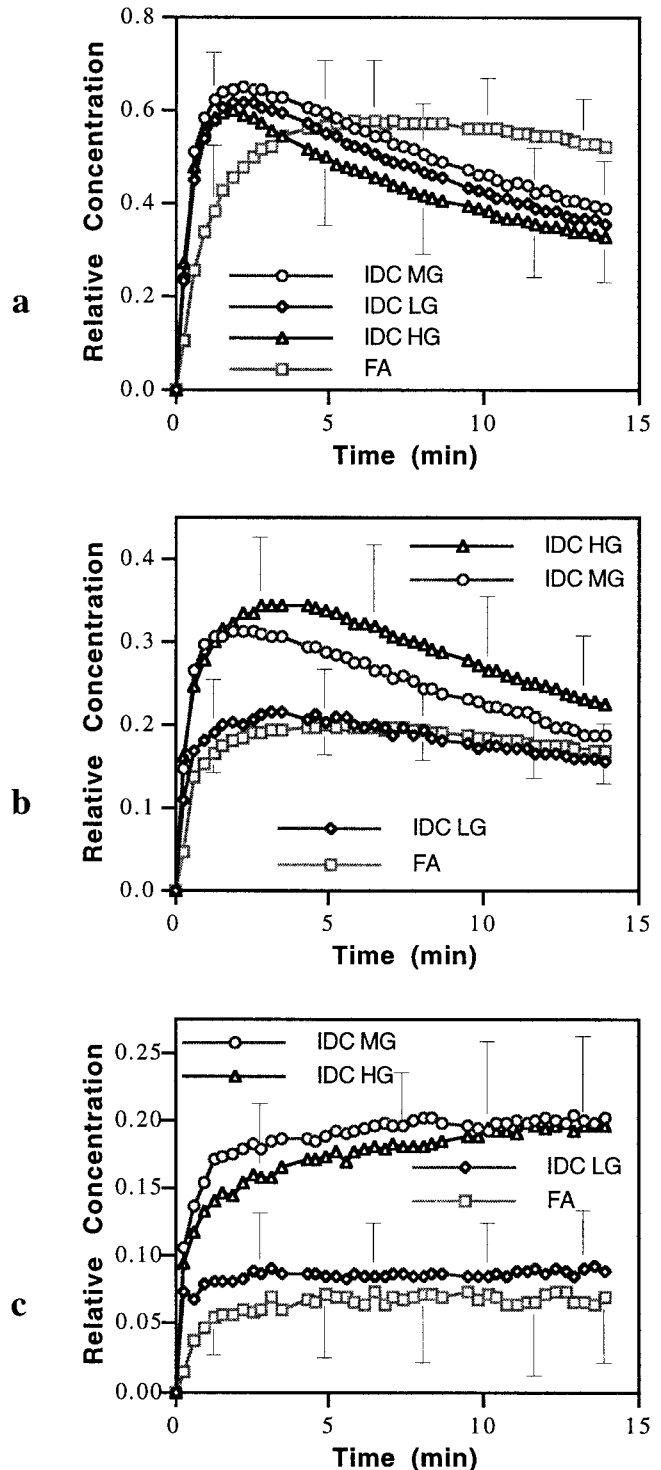 a
Relative Concentration
0.8
0.6
0.4
0.2
0.0
IDC MG
IDC LG
IDC HG
FA
0
5
10
15
Time (min)
b
Relative Concentration
0.4
0.3
0.2
0.1
0.0
IDC HG
IDC MG
IDC LG
FA
0
5
10
15
Time (min)
c
Relative Concentration
0.25
0.20
0.15
0.10
0.05
0.00
IDC MG
IDC HG
IDC LG
FA
0
5
10
15
Time (min)